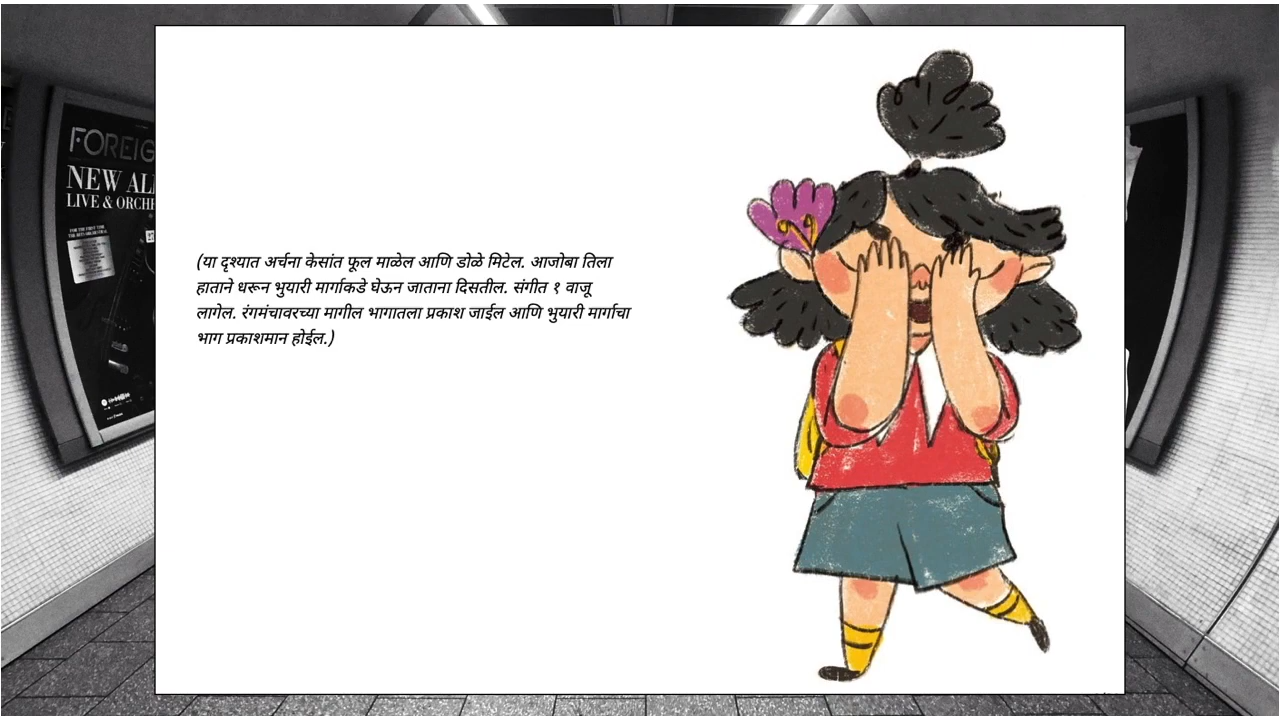 FOREIG
NEW AL
LIVE & ORCHE
(या दृश्यात अर्चना केसांत फूल माळेल आणि डोळे मिटेल. आजोबा तिला
हाताने धरून भुयारी मार्गाकडे घेऊन जाताना दिसतील. संगीत १ वाजू
लागेल. रंगमंचावरच्या मागील भागातला प्रकाश जाईल आणि भुयारी मार्गाचा
भाग प्रकाशमान होईल.)